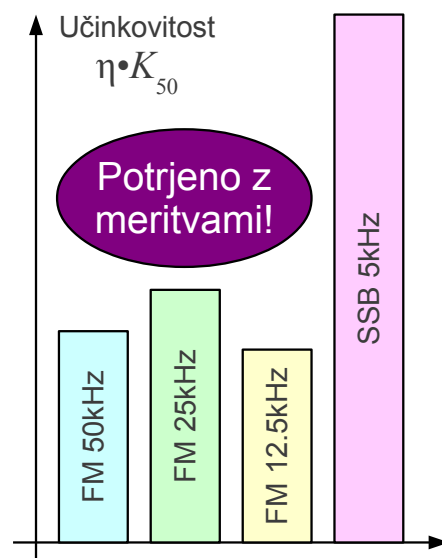 Učinkovitost
η•K₅₀
Potrjeno z
meritvami!
FM 50kHz
FM 25kHz
FM 12.5kHz
SSB 5kHz